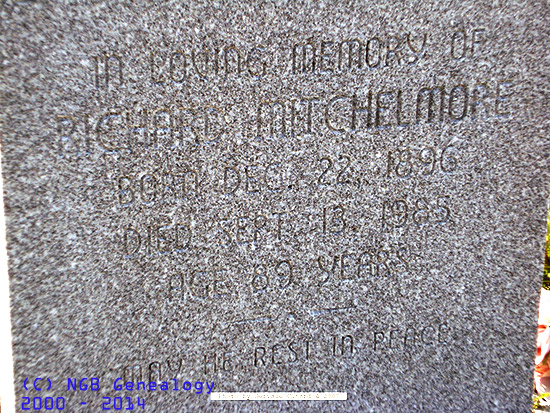 IN LOVING MEMORY OF
RICHARD MITCHELMORE
BORN DEC. 22, 1896
DIED SEPT. 13, 1985
AGE 89 YEARS
MAY HE REST IN PEACE
(C) NGB Genealogy
2000 - 2014